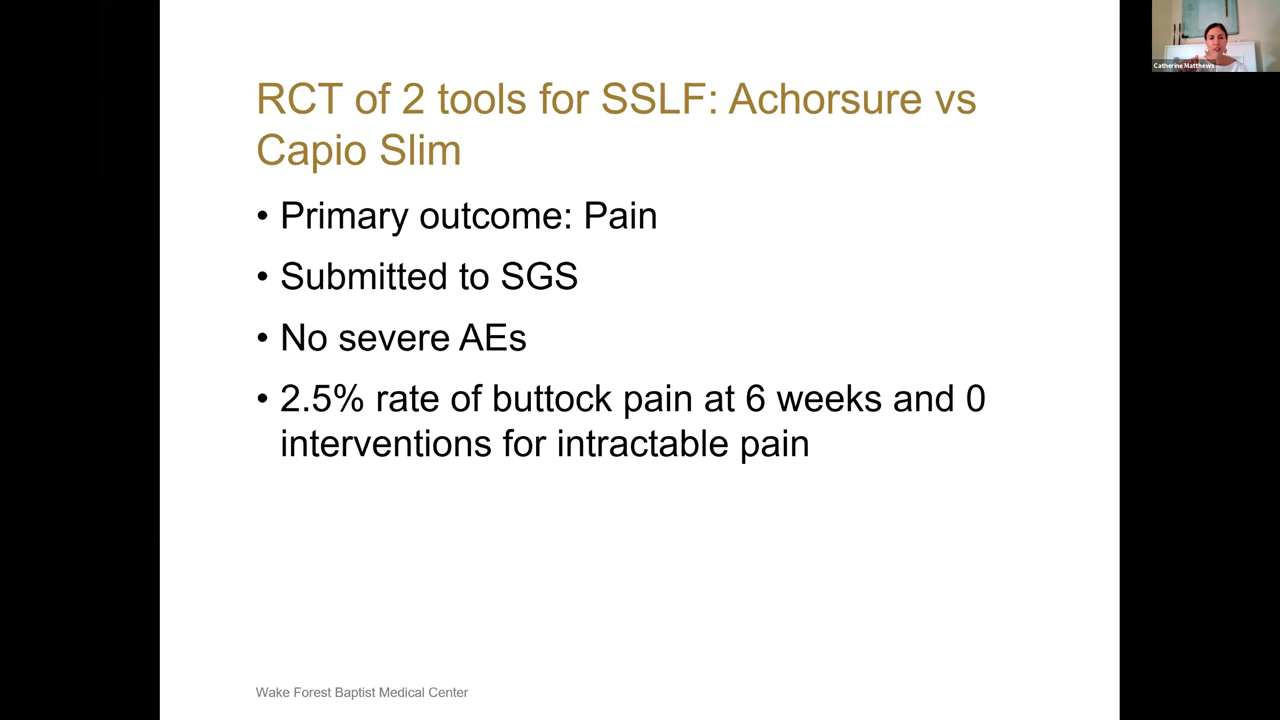 Catherine Matthews
RCT of 2 tools for SSLF: Achorsure vs
Capio Slim
• Primary outcome: Pain
• Submitted to SGS
• No severe AEs
• 2.5% rate of buttock pain at 6 weeks and 0
interventions for intractable pain
Wake Forest Baptist Medical Center